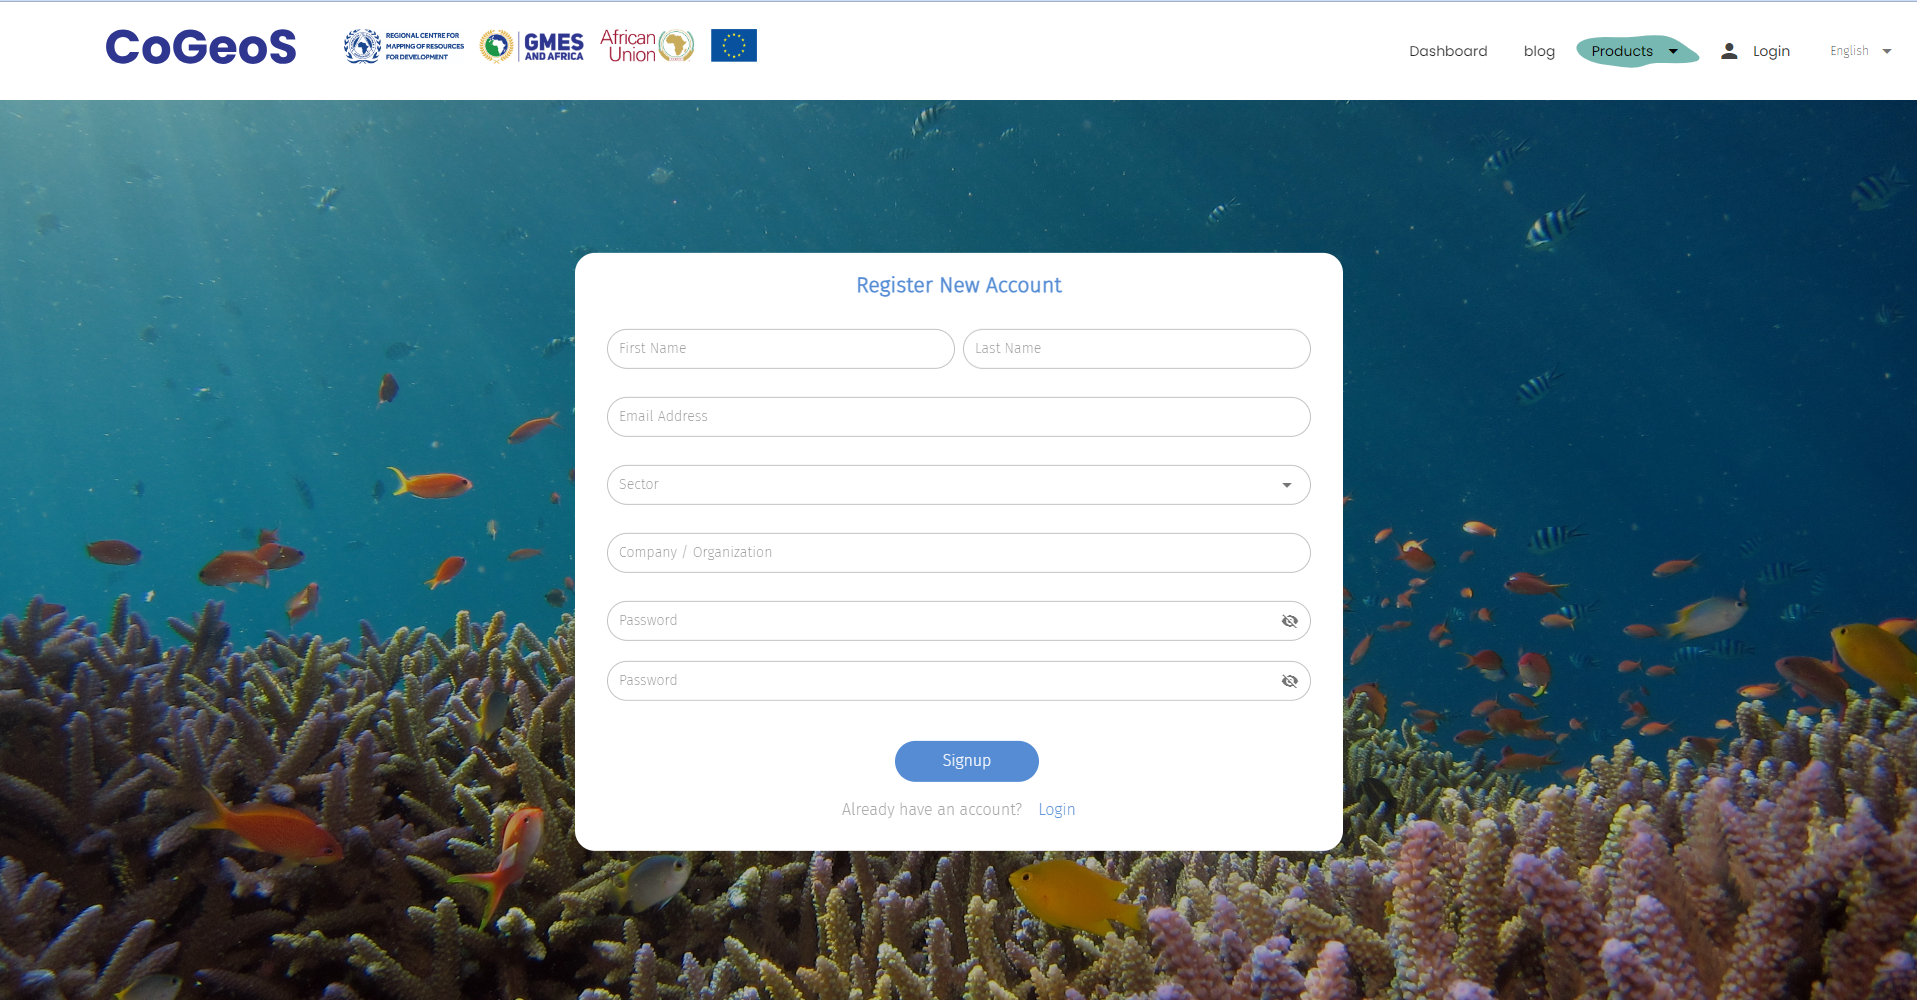 CoGeoS
REGIONAL CENTRE FOR
MAPPING OF RESOURCES
FOR DEVELOPMENT
GMES
AND AFRICA
African
Union
Dashboard
blog
Products
Login
English
Register New Account
First Name
Last Name
Email Address
Sector
Company / Organization
Password
Password
Signup
Already have an account? Login